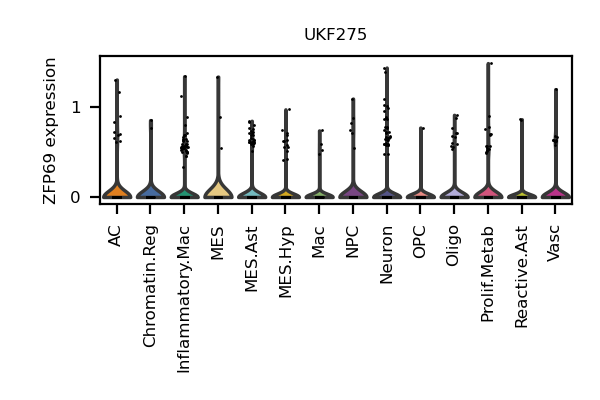 UKF275
ZFP69 expression
1
0
AC
Chromatin.Reg
Inflammatory.Mac
MES
MES.Ast
MES.Hyp
Mac
NPC
Neuron
OPC
Oligo
Prolif.Metab
Reactive.Ast
Vasc